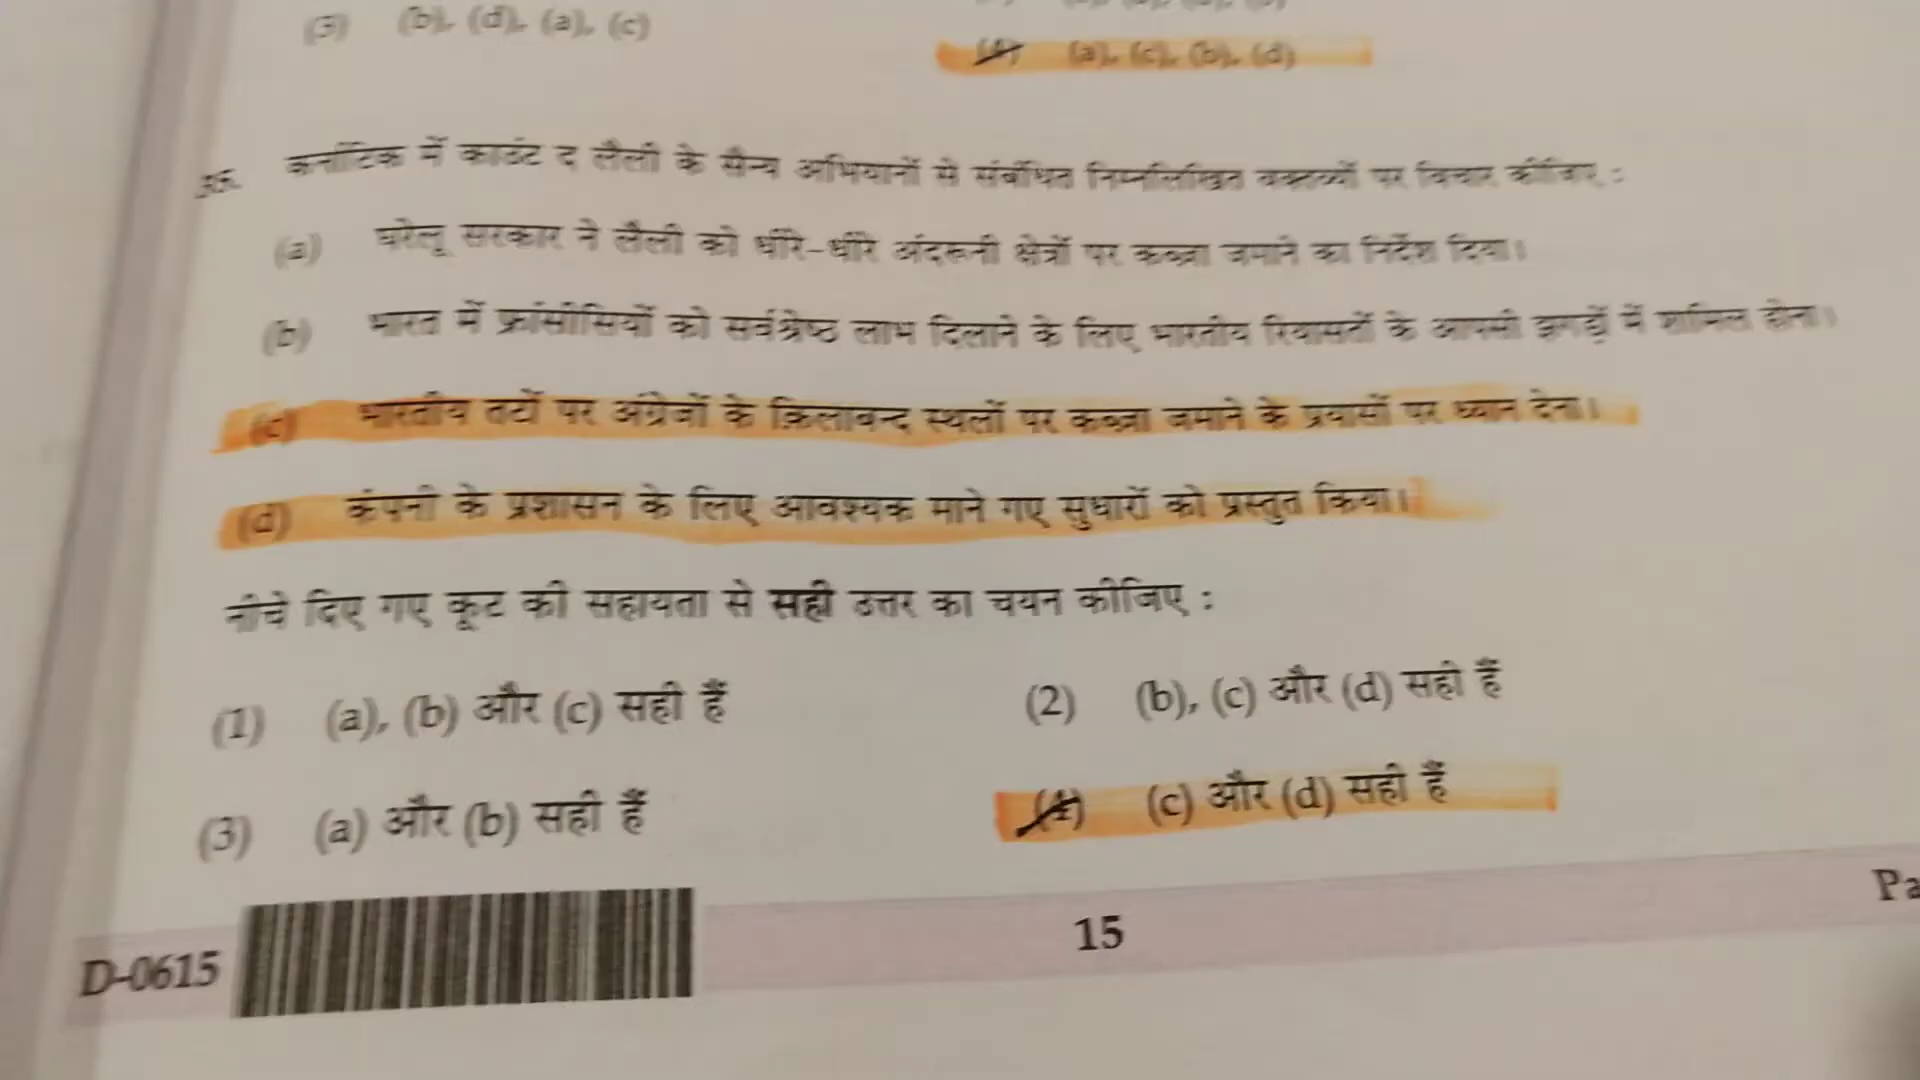 (3) (b), (d), (a), (c)
(a), (c), (b), (d)
35. कर्नाटिक में काउंट द लैली के सैन्य अभियानों से संबंधित निम्नलिखित वक्तव्यों पर विचार कीजिए :
(a) घरेलू सरकार ने लैली को धीरे-धीरे अंदरूनी क्षेत्रों पर कब्ज़ा जमाने का निर्देश दिया।
(b) भारत में फ्रांसीसियों को सर्वश्रेष्ठ लाभ दिलाने के लिए भारतीय रियासतों के आपसी झगड़ों में शामिल होना।
(c) भारतीय तटों पर अंग्रेजों के क़िलाबन्द स्थलों पर कब्ज़ा जमाने के प्रयासों पर ध्यान देना।
(d) कंपनी के प्रशासन के लिए आवश्यक माने गए सुधारों को प्रस्तुत किया।
नीचे दिए गए कूट की सहायता से सही उत्तर का चयन कीजिए :
(1) (a), (b) और (c) सही हैं (2) (b), (c) और (d) सही हैं
(3) (a) और (b) सही हैं (4) (c) और (d) सही हैं
D-0615 15 Pa